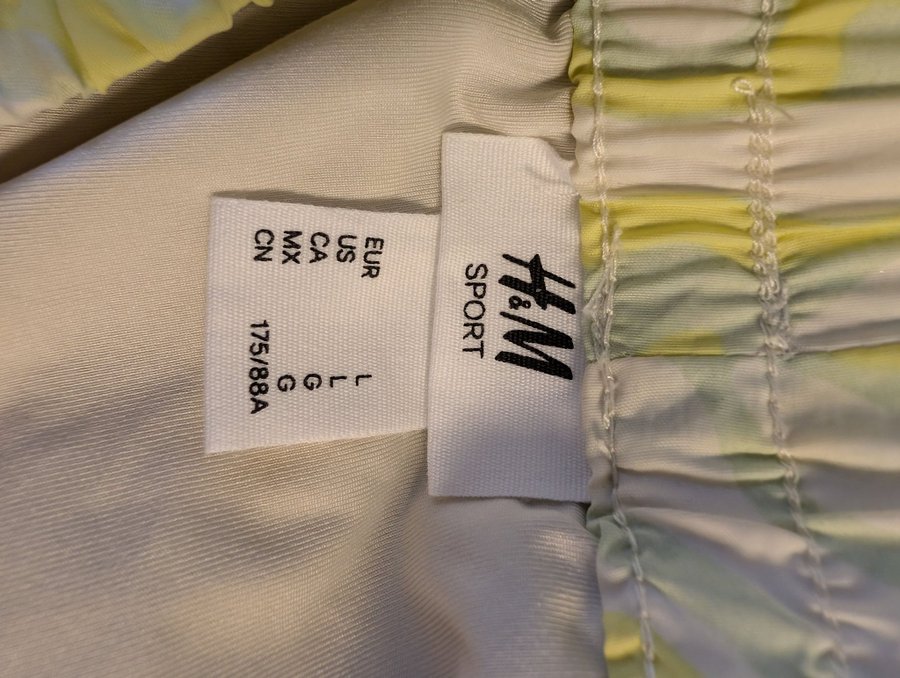 H&M
SPORT
EUR L
US L
CA G
MX G
CN 175/88A